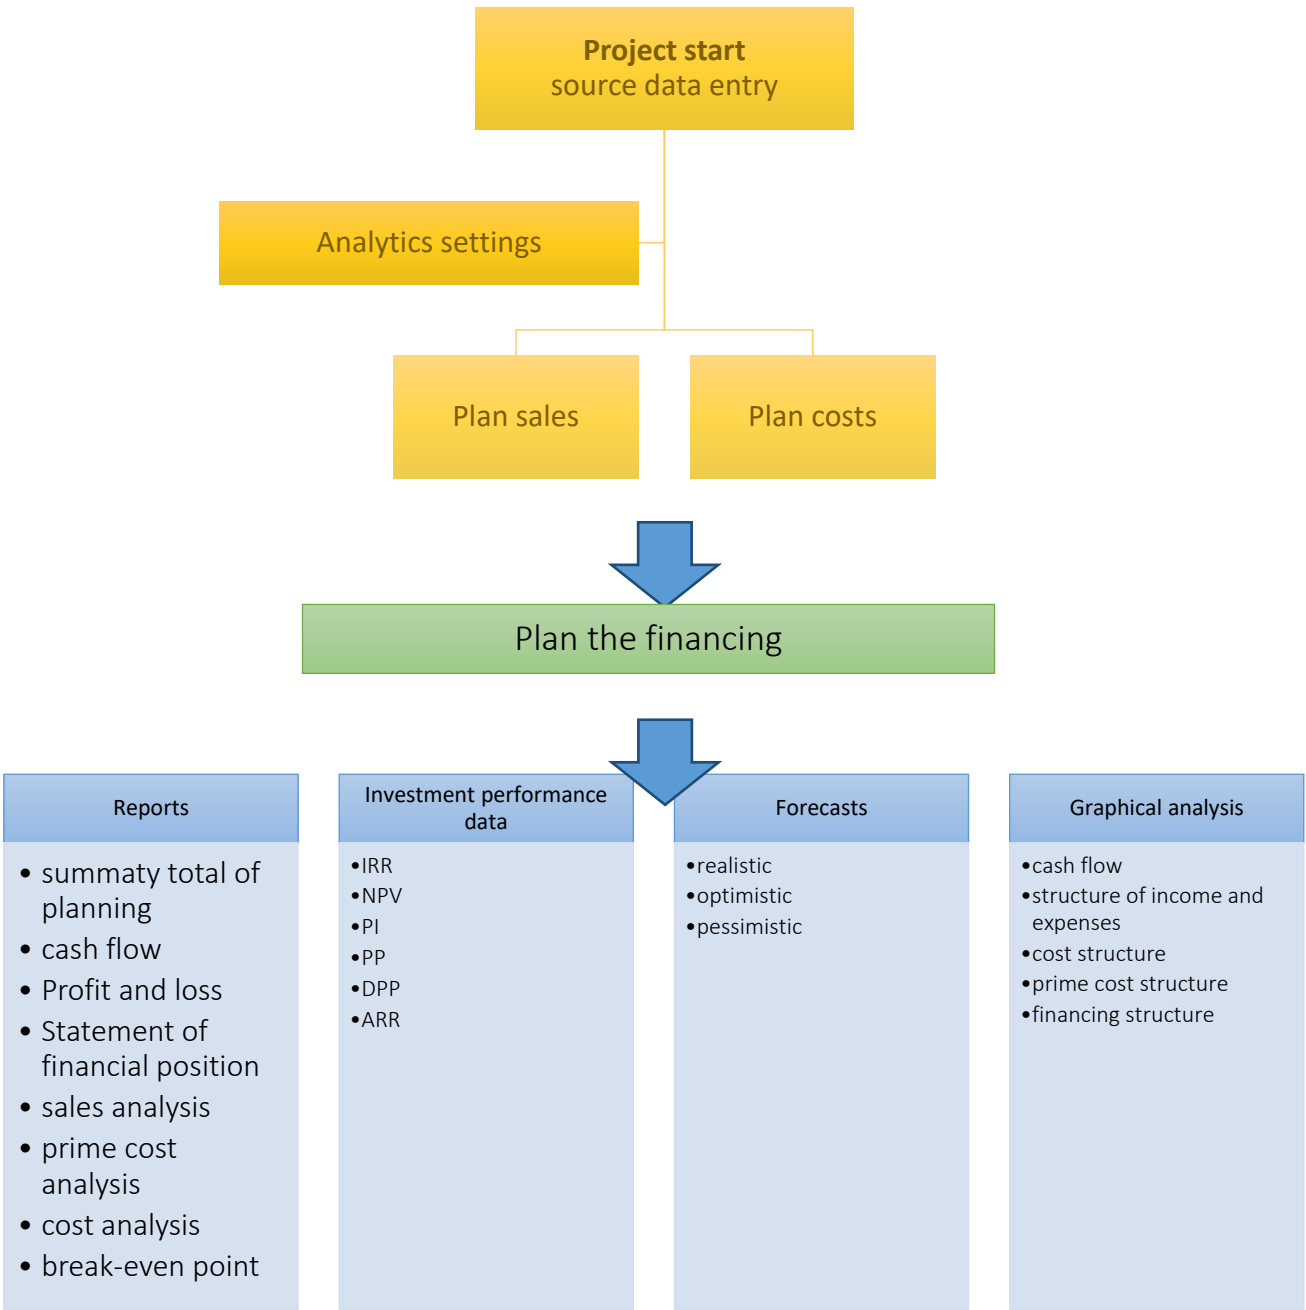 Project start
source data entry
Analytics settings
Plan sales
Plan costs
Plan the financing
Reports
• summaty total of
planning
• cash flow
• Profit and loss
• Statement of
financial position
• sales analysis
• prime cost
analysis
• cost analysis
• break-even point
Investment performance
data
•IRR
•NPV
•PI
•PP
•DPP
•ARR
Forecasts
•realistic
•optimistic
•pessimistic
Graphical analysis
•cash flow
•structure of income and
expenses
•cost structure
•prime cost structure
•financing structure